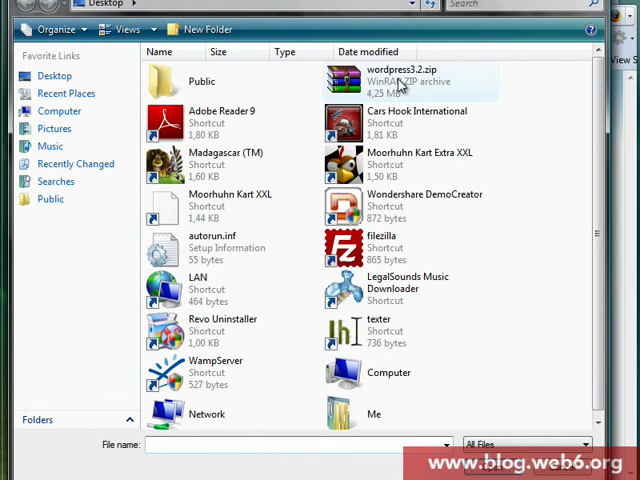 Desktop
Search
Organize
Views
New Folder
Favorite Links
Name
Size
Type
Date modified
Desktop
Recent Places
Computer
Pictures
Music
Recently Changed
Searches
Public
Folders
Public
wordpress3.2.zip
WinRAR ZIP archive
4,25 MB
Adobe Reader 9
Shortcut
1,80 KB
Cars Hook International
Shortcut
1,81 KB
Madagascar (TM)
Shortcut
1,60 KB
Moorhuhn Kart Extra XXL
Shortcut
1,50 KB
Moorhuhn Kart XXL
Shortcut
1,44 KB
Wondershare DemoCreator
Shortcut
872 bytes
autorun.inf
Setup Information
55 bytes
filezilla
Shortcut
865 bytes
LAN
Shortcut
464 bytes
LegalSounds Music
Downloader
Shortcut
Revo Uninstaller
Shortcut
1,00 KB
texter
Shortcut
736 bytes
WampServer
Shortcut
527 bytes
Computer
Network
Me
File name:
All Files
View S
www.blog.web6.org